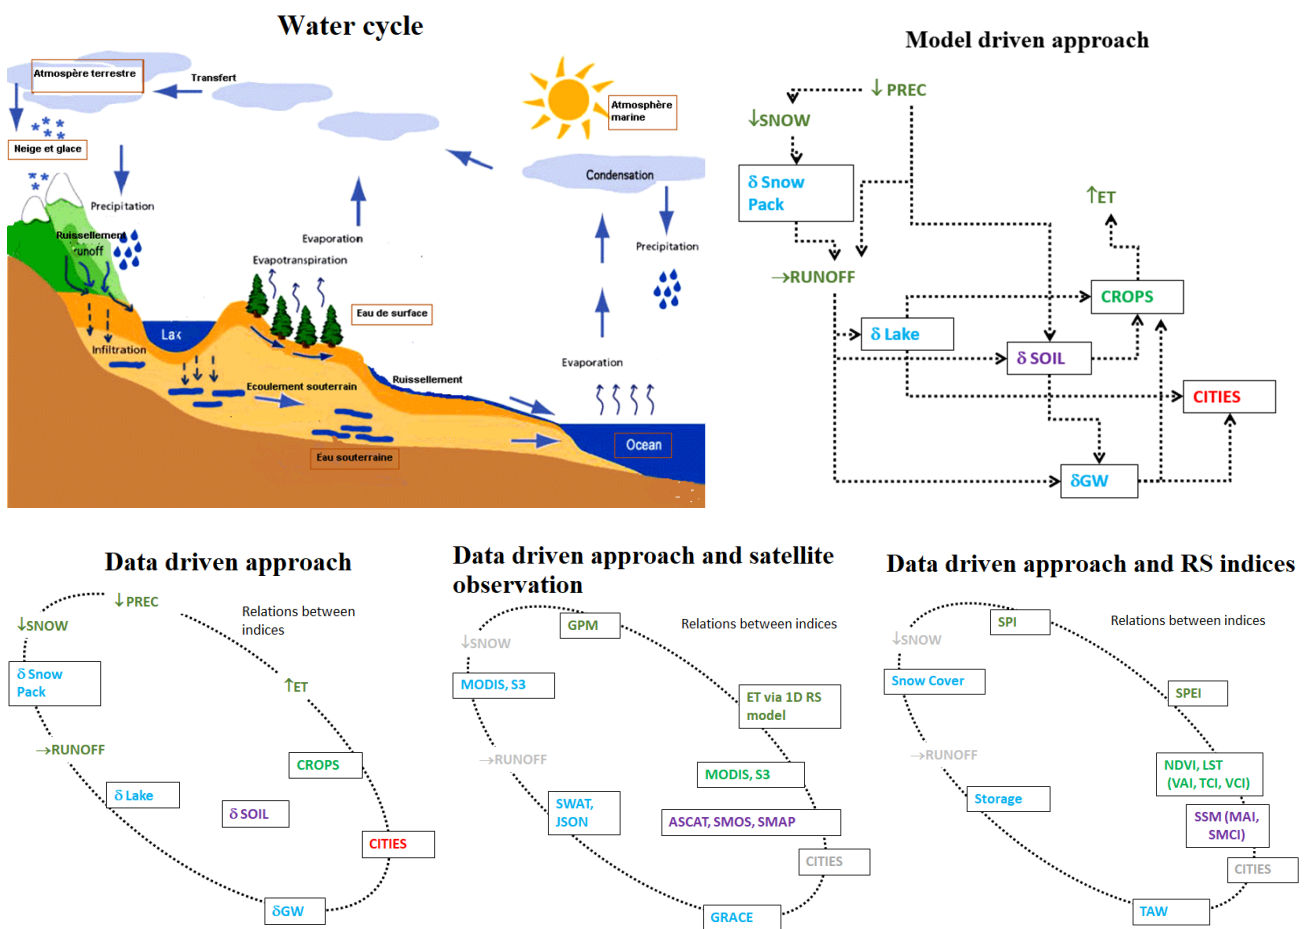 Water cycle
Atmospère terrestre
Transfert
Atmosphère
marine
Neige et glace
Condensation
Precipitation
Ruissellement
runoff
Evaporation
Precipitation
Evapotranspiration
Eau de surface
Lac
Infiltration
Evaporation
Ecoulement souterrain
Ruissellement
Ocean
Eau souterraine
Model driven approach
↓ PREC
↓SNOW
δ Snow
Pack
↑ET
→RUNOFF
CROPS
δ Lake
δ SOIL
CITIES
δGW
Data driven approach
↓PREC
Relations between
indices
↓SNOW
δ Snow
Pack
↑ET
→RUNOFF
CROPS
δ Lake
δ SOIL
CITIES
δGW
Data driven approach and satellite
observation
GPM
Relations between indices
↓SNOW
MODIS, S3
ET via 1D RS
model
→RUNOFF
MODIS, S3
SWAT,
JSON
ASCAT, SMOS, SMAP
CITIES
GRACE
Data driven approach and RS indices
SPI
Relations between indices
↓SNOW
Snow Cover
SPEI
→RUNOFF
NDVI, LST
(VAI, TCI, VCI)
Storage
SSM (MAI,
SMCI)
CITIES
TAW